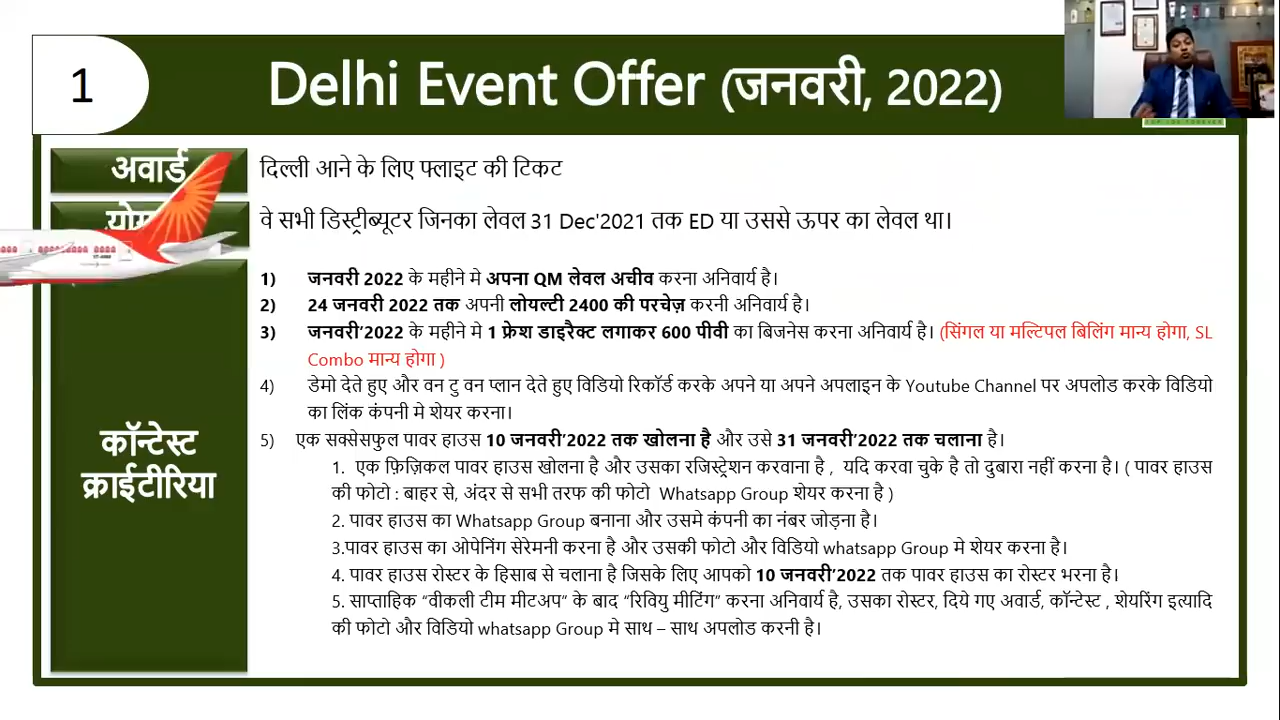 1
Delhi Event Offer (जनवरी, 2022)
अवार्ड
दिल्ली आने के लिए फ्लाइट की टिकट
वे सभी डिस्ट्रीब्यूटर जिनका लेवल 31 Dec'2021 तक ED या उससे ऊपर का लेवल था।
कॉन्टेस्ट
क्राईटीरिया
1) जनवरी 2022 के महीने मे अपना QM लेवल अचीव करना अनिवार्य है।
2) 24 जनवरी 2022 तक अपनी लोयल्टी 2400 की परचेज़ करनी अनिवार्य है।
3) जनवरी'2022 के महीने मे 1 फ्रेश डाइरैक्ट लगाकर 600 पीवी का बिजनेस करना अनिवार्य है। (सिंगल या मल्टिपल बिलिंग मान्य होगा, SL
Combo मान्य होगा )
4) डेमो देते हुए और वन टु वन प्लान देते हुए विडियो रिकॉर्ड करके अपने या अपने अपलाइन के Youtube Channel पर अपलोड करके विडियो
का लिंक कंपनी मे शेयर करना।
5) एक सक्सेसफुल पावर हाउस 10 जनवरी'2022 तक खोलना है और उसे 31 जनवरी'2022 तक चलाना है।
1. एक फ़िज़िकल पावर हाउस खोलना है और उसका रजिस्ट्रेशन करवाना है , यदि करवा चुके है तो दुबारा नहीं करना है। ( पावर हाउस
की फोटो : बाहर से, अंदर से सभी तरफ की फोटो Whatsapp Group शेयर करना है )
2. पावर हाउस का Whatsapp Group बनाना और उसमे कंपनी का नंबर जोड़ना है।
3.पावर हाउस का ओपेनिंग सेरेमनी करना है और उसकी फोटो और विडियो whatsapp Group मे शेयर करना है।
4. पावर हाउस रोस्टर के हिसाब से चलाना है जिसके लिए आपको 10 जनवरी'2022 तक पावर हाउस का रोस्टर भरना है।
5. साप्ताहिक “वीकली टीम मीटअप” के बाद “रिवियु मीटिंग” करना अनिवार्य है, उसका रोस्टर, दिये गए अवार्ड, कॉन्टेस्ट , शेयरिंग इत्यादि
की फोटो और विडियो whatsapp Group मे साथ – साथ अपलोड करनी है।